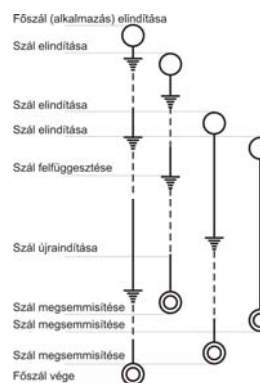 Főszál (alkalmazás) elindítása
Szál elindítása
Szál elindítása
Szál elindítása
Szál felfüggesztése
Szál újraindítása
Szál megsemmisítése
Szál megsemmisítése
Szál megsemmisítése
Főszál vége